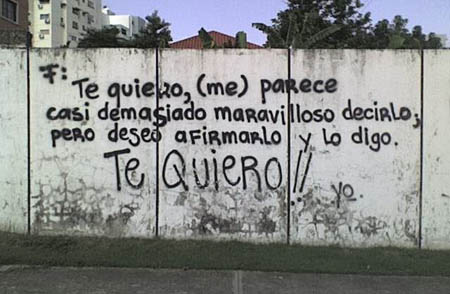 F:
Te quiero, (me) parece
casi demasiado maravilloso decirlo,
pero deseo afirmarlo y lo digo.
Te Quiero!!
yo.